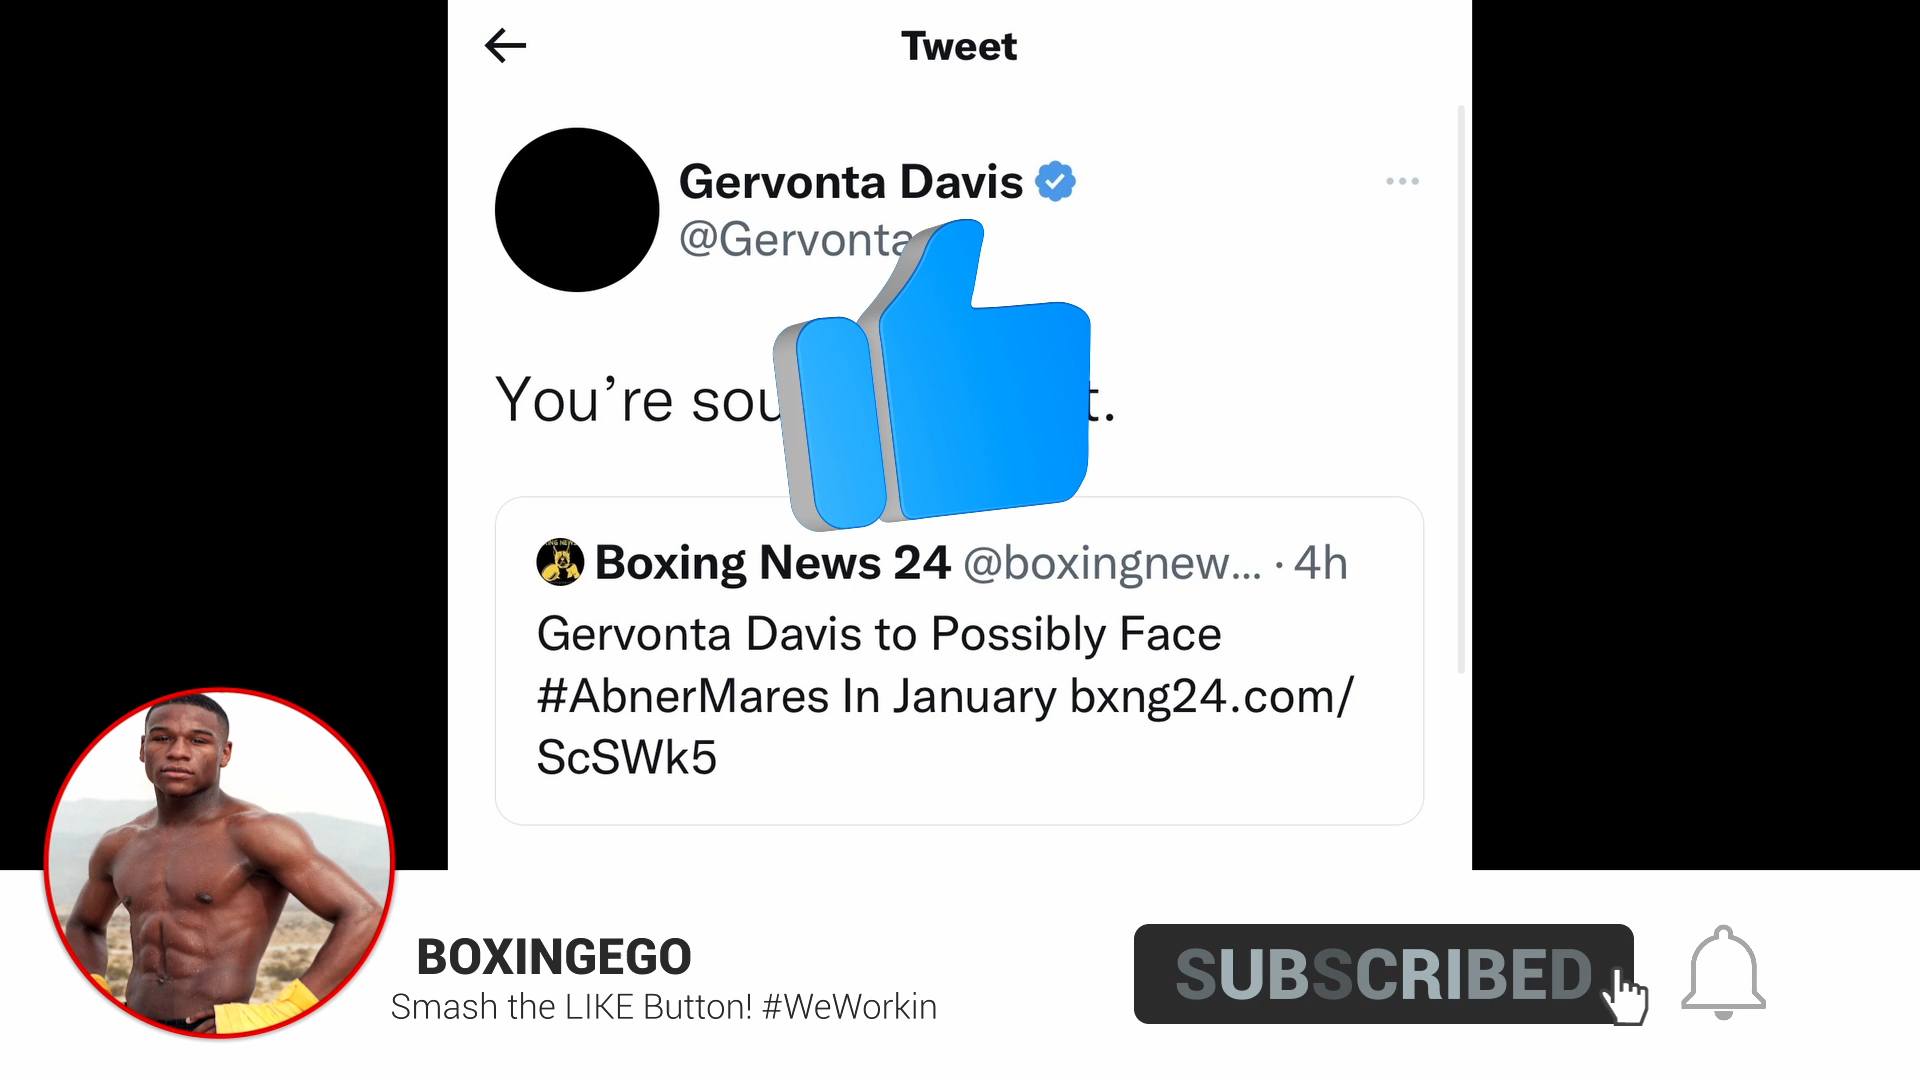 Tweet
Gervonta Davis
@Gervonta
You're
Boxing News 24 @boxingnew... · 4h
Gervonta Davis to Possibly Face
#AbnerMares In January bxng24.com/
ScSWk5
BOXINGEGO
Smash the LIKE Button! #WeWorkin
SUBSCRIBED